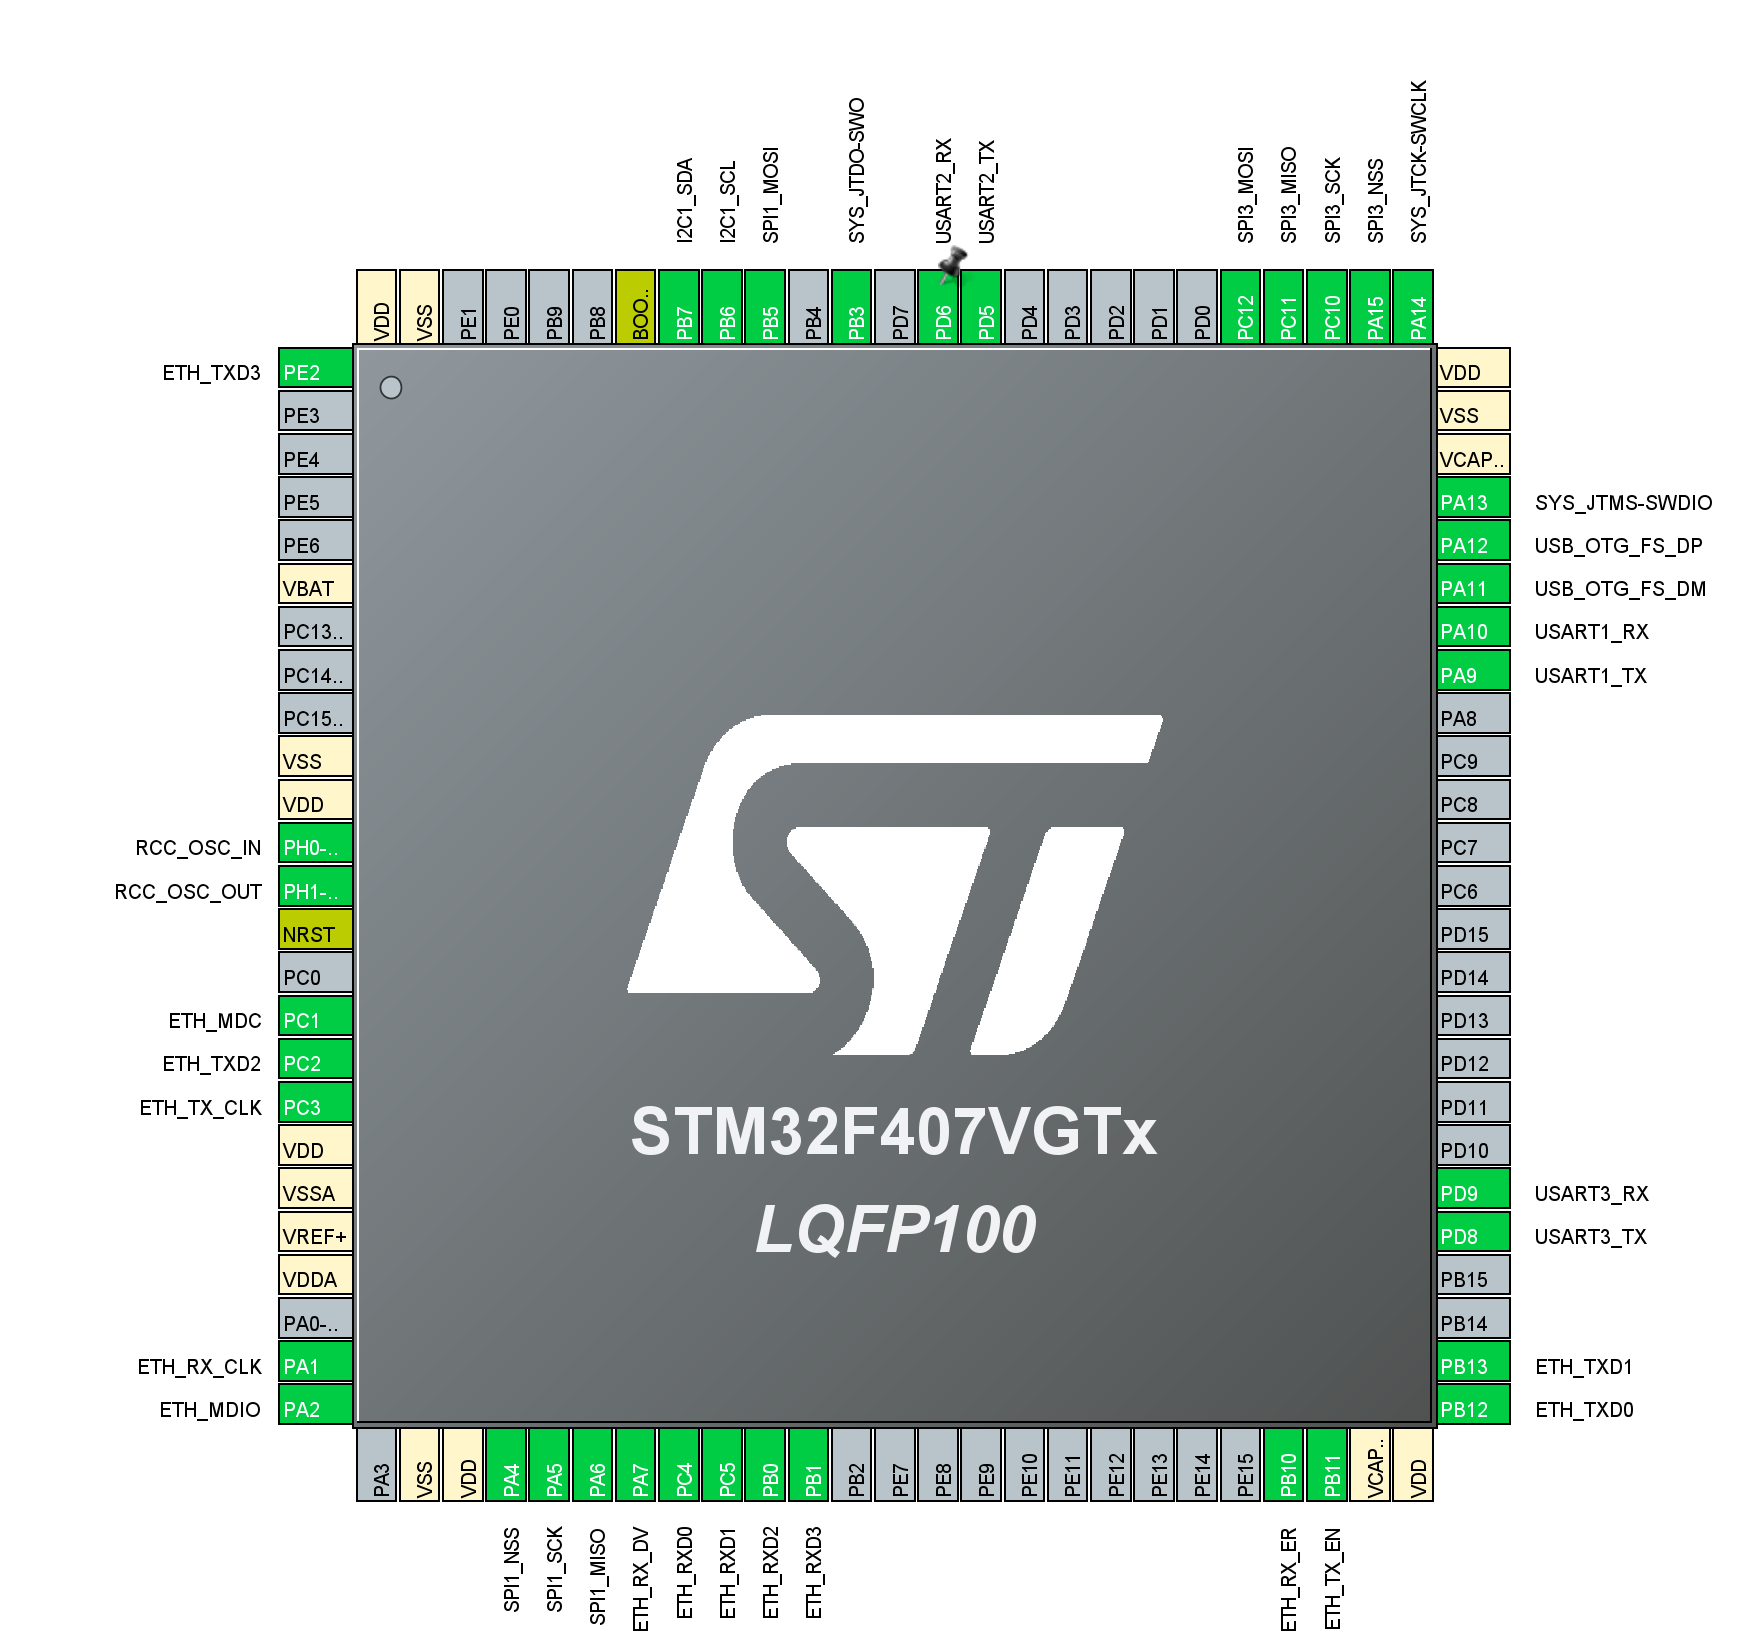 I2C1_SDA
I2C1_SCL
SPI1_MOSI
SYS_JTDO-SWO
USART2_RX
USART2_TX
SPI3_MOSI
SPI3_MISO
SPI3_SCK
SPI3_NSS
SYS_JTCK-SWCLK
VDD
VSS
PE1
PE0
PB9
PB8
BOO..
PB7
PB6
PB5
PB4
PB3
PD7
PD6
PD5
PD4
PD3
PD2
PD1
PD0
PC12
PC11
PC10
PA15
PA14
ETH_TXD3 PE2
PE3
PE4
PE5
PE6
VBAT
PC13..
PC14..
PC15..
VSS
VDD
RCC_OSC_IN PH0-..
RCC_OSC_OUT PH1-..
NRST
PC0
ETH_MDC PC1
ETH_TXD2 PC2
ETH_TX_CLK PC3
VDD
VSSA
VREF+
VDDA
PA0-..
ETH_RX_CLK PA1
ETH_MDIO PA2
ST
STM32F407VGTx
LQFP100
VDD
VSS
VCAP..
PA13 SYS_JTMS-SWDIO
PA12 USB_OTG_FS_DP
PA11 USB_OTG_FS_DM
PA10 USART1_RX
PA9 USART1_TX
PA8
PC9
PC8
PC7
PC6
PD15
PD14
PD13
PD12
PD11
PD10
PD9 USART3_RX
PD8 USART3_TX
PB15
PB14
PB13 ETH_TXD1
PB12 ETH_TXD0
PA3
VSS
VDD
PA4
PA5
PA6
PA7
PC4
PC5
PB0
PB1
PB2
PE7
PE8
PE9
PE10
PE11
PE12
PE13
PE14
PE15
PB10
PB11
VCAP..
VDD
SPI1_NSS
SPI1_SCK
SPI1_MISO
ETH_RX_DV
ETH_RXD0
ETH_RXD1
ETH_RXD2
ETH_RXD3
ETH_RX_ER
ETH_TX_EN